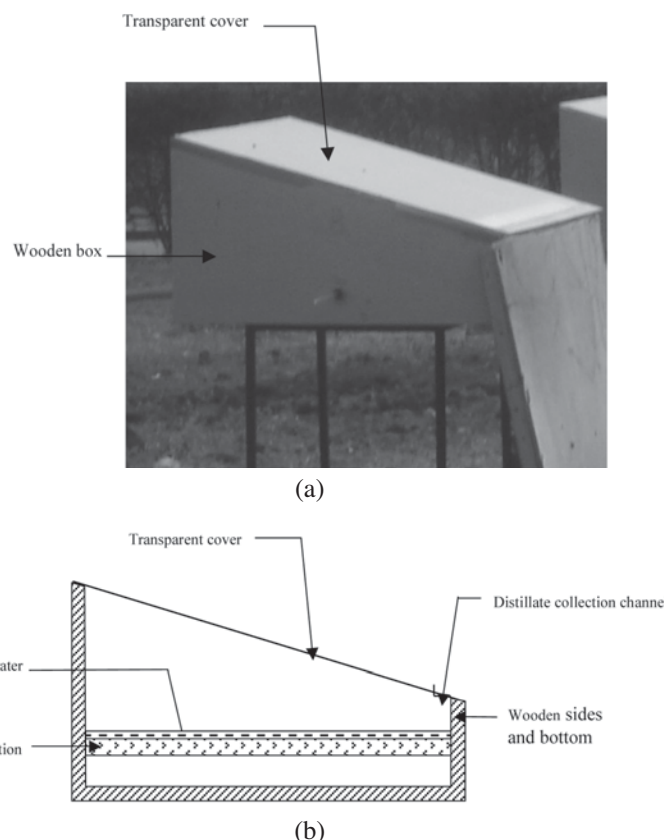 Transparent cover
Wooden box
(a)
Transparent cover
Distillate collection channe
ater
Wooden sides
and bottom
tion
(b)